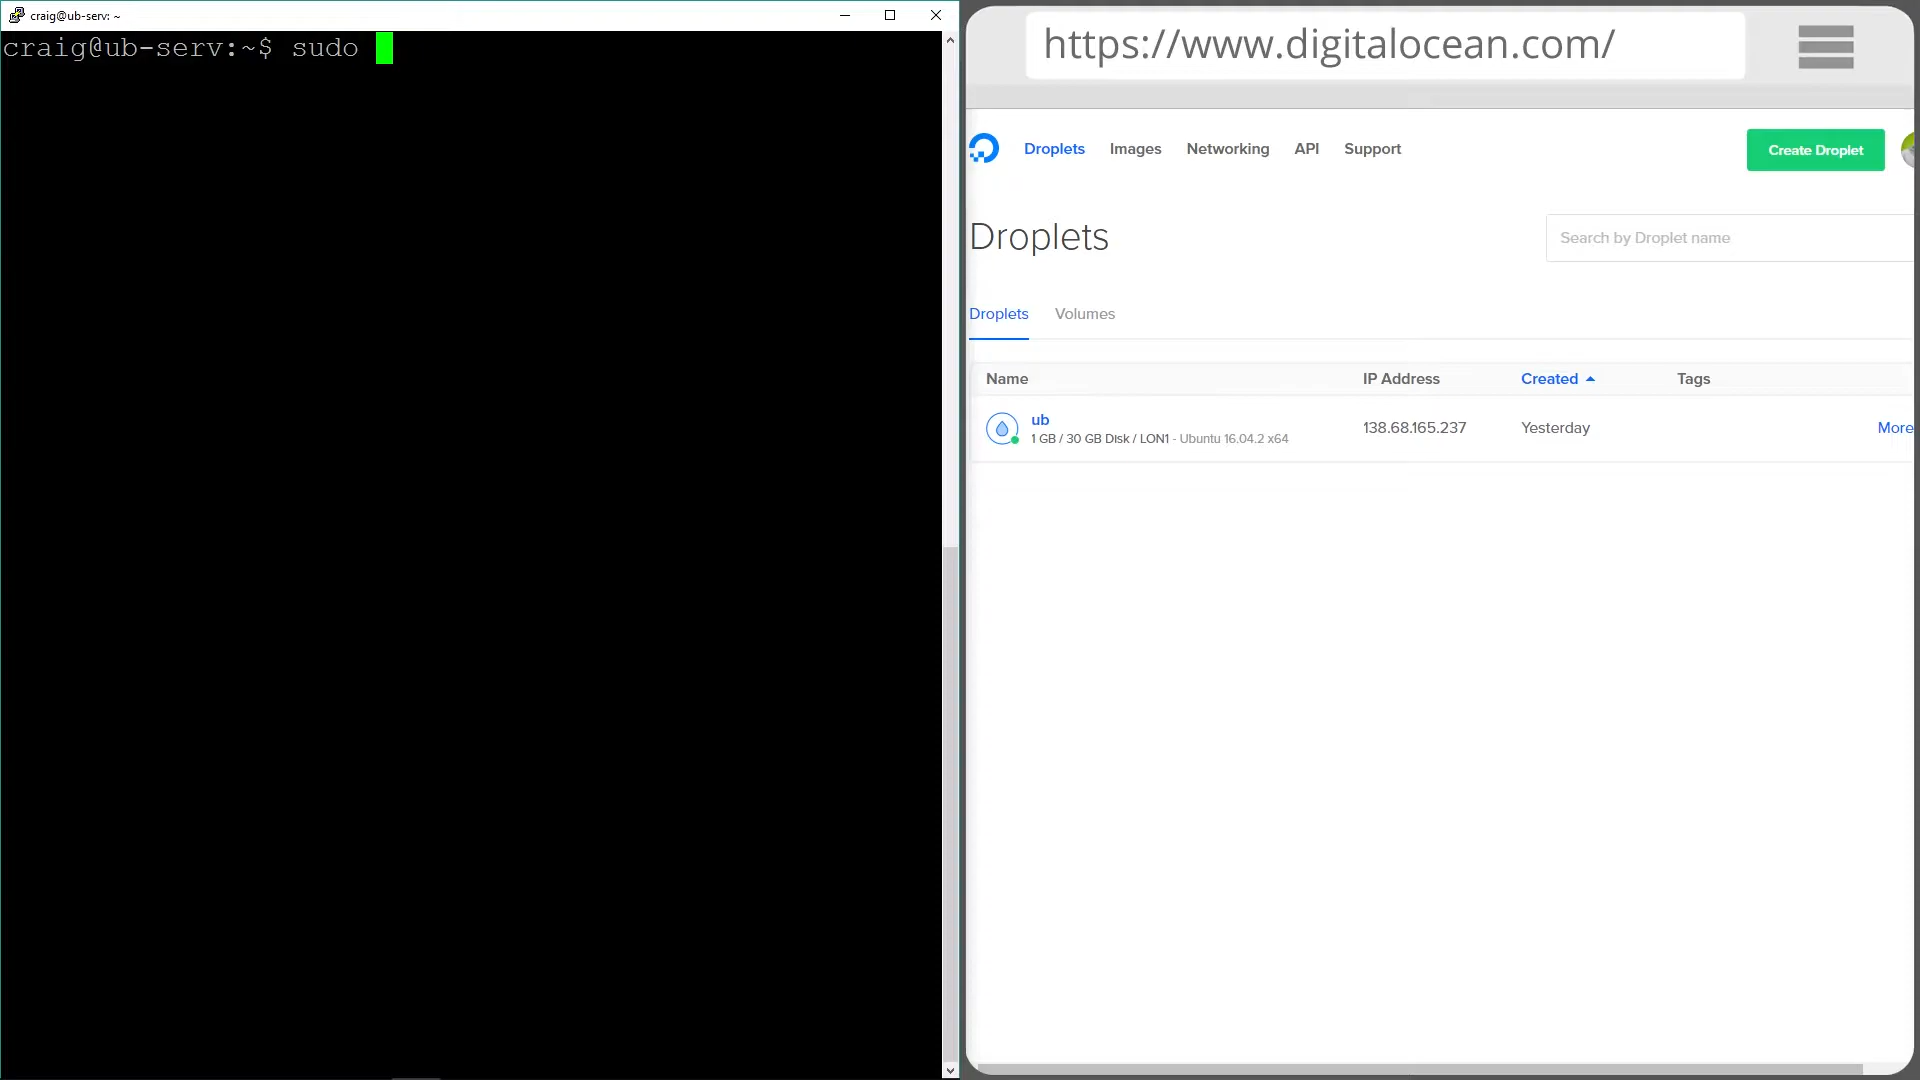 craig@ub-serv: ~
craig@ub-serv:~$ sudo
https://www.digitalocean.com/
Droplets Images Networking API Support
Create Droplet
Droplets
Search by Droplet name
Droplets Volumes
Name IP Address Created Tags
ub
1 GB / 30 GB Disk / LON1 - Ubuntu 16.04.2 x64
138.68.165.237 Yesterday More